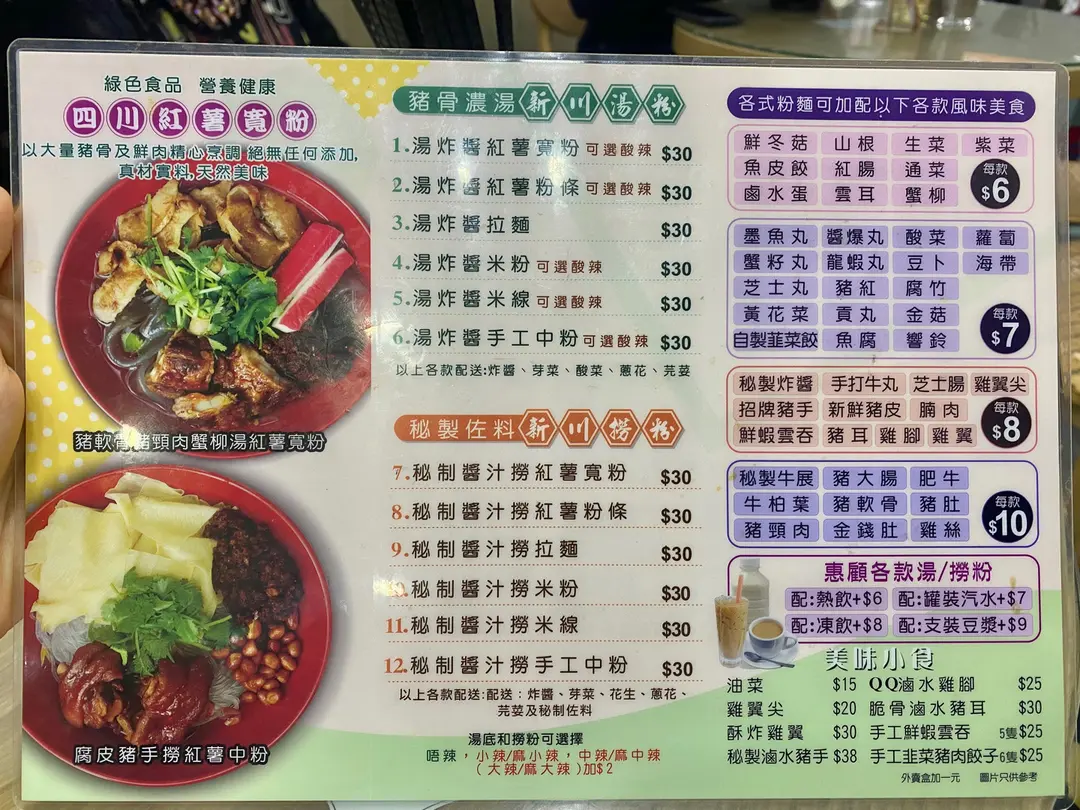 綠色食品 營養健康
四川紅薯寬粉
以大量豬骨及鮮肉精心烹調 絕無任何添加,
真材實料,天然美味
豬軟骨豬頸肉蟹柳湯紅薯寬粉
腐皮豬手撈紅薯中粉
豬骨濃湯新川湯粉
1.湯炸醬紅薯寬粉 可選酸辣 $30
2.湯炸醬紅薯粉條 可選酸辣 $30
3.湯炸醬拉麵 $30
4.湯炸醬米粉 可選酸辣 $30
5.湯炸醬米線 可選酸辣 $30
6.湯炸醬手工中粉 可選酸辣 $30
以上各款配送:炸醬、芽菜、酸菜、蔥花、芫荽
秘製佐料新川撈粉
7.秘制醬汁撈紅薯寬粉 $30
8.秘制醬汁撈紅薯粉條 $30
9.秘制醬汁撈拉麵 $30
10.秘制醬汁撈米粉 $30
11.秘制醬汁撈米線 $30
12.秘制醬汁撈手工中粉 $30
以上各款配送:配送：炸醬、芽菜、花生、蔥花、
芫荽及秘制佐料
湯底和撈粉可選擇
唔辣，小辣/麻小辣，中辣/麻中辣
（大辣/麻大辣）加$2
各式粉麵可加配以下各款風味美食
鮮冬菇 山根 生菜 紫菜
魚皮餃 紅腸 通菜
鹵水蛋 雲耳 蟹柳
每款 $6
墨魚丸 醬爆丸 酸菜 蘿蔔
蟹籽丸 龍蝦丸 豆卜 海帶
芝士丸 豬紅 腐竹
黃花菜 貢丸 金菇
自製韮菜餃 魚腐 響鈴
每款 $7
秘製炸醬 手打牛丸 芝士腸 雞翼尖
招牌豬手 新鮮豬皮 腩肉
鮮蝦雲吞 豬耳 雞腳 雞翼
每款 $8
秘製牛展 豬大腸 肥牛
牛柏葉 豬軟骨 豬肚
豬頸肉 金錢肚 雞絲
每款 $10
惠顧各款湯/撈粉
配:熱飲+$6 配:罐裝汽水+$7
配:凍飲+$8 配:支裝豆漿+$9
美味小食
油菜 $15 QQ滷水雞腳 $25
雞翼尖 $20 脆骨滷水豬耳 $30
酥炸雞翼 $30 手工鮮蝦雲吞 5隻$25
秘製滷水豬手 $38 手工韭菜豬肉餃子 6隻$25
外賣盒加一元 圖片只供參考